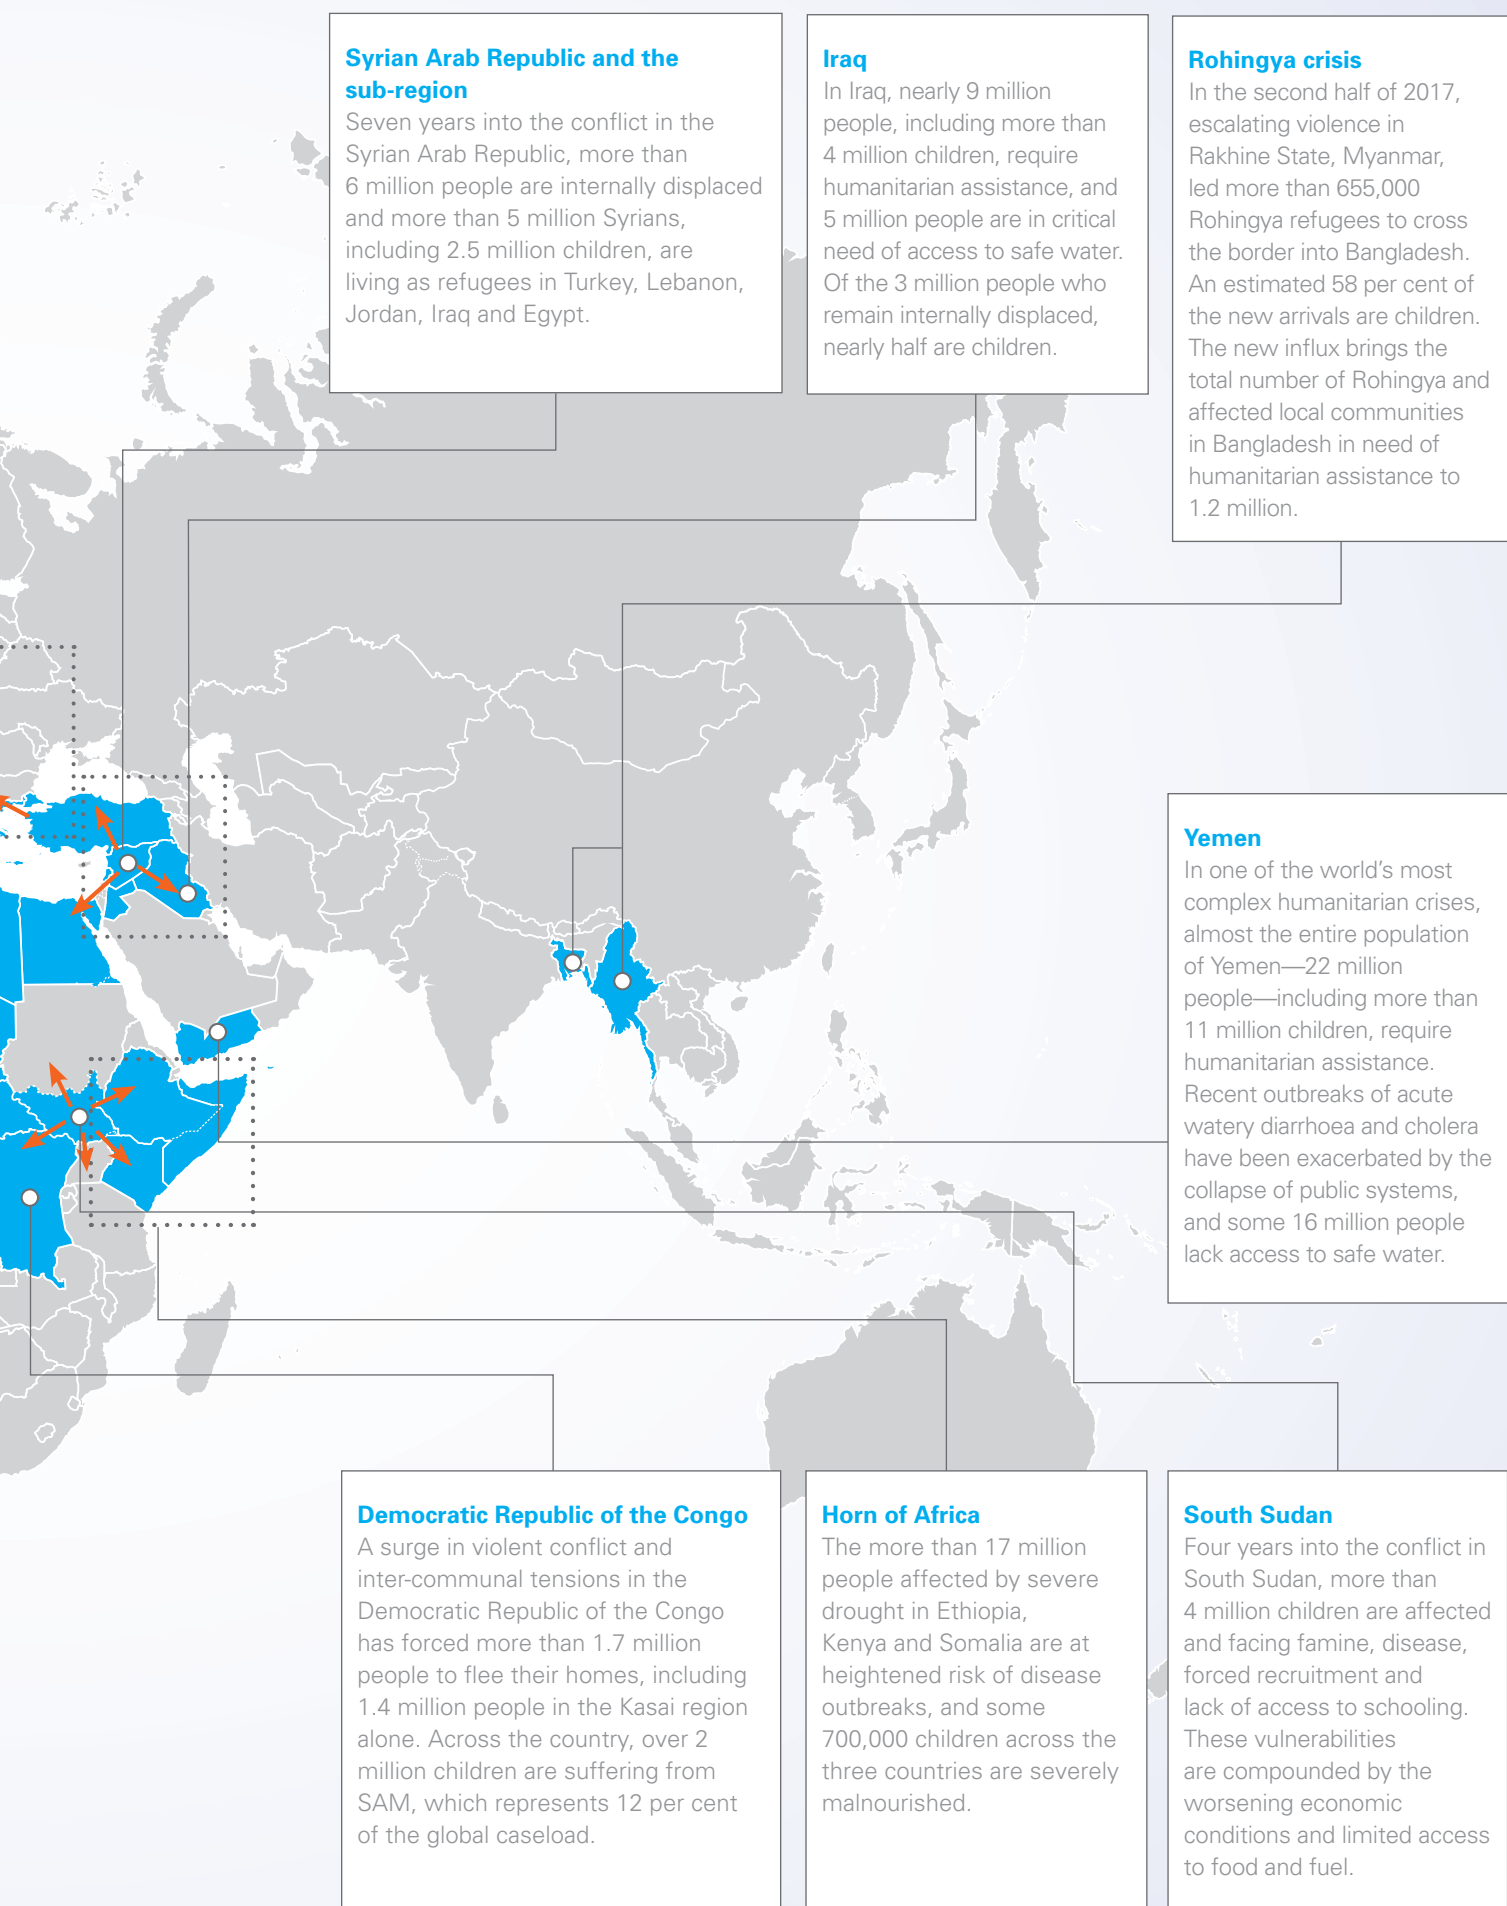 Syrian Arab Republic and the
sub-region
Seven years into the conflict in the
Syrian Arab Republic, more than
6 million people are internally displaced
and more than 5 million Syrians,
including 2.5 million children, are
living as refugees in Turkey, Lebanon,
Jordan, Iraq and Egypt.
Iraq
In Iraq, nearly 9 million
people, including more than
4 million children, require
humanitarian assistance, and
5 million people are in critical
need of access to safe water.
Of the 3 million people who
remain internally displaced,
nearly half are children.
Rohingya crisis
In the second half of 2017,
escalating violence in
Rakhine State, Myanmar,
led more than 655,000
Rohingya refugees to cross
the border into Bangladesh.
An estimated 58 per cent of
the new arrivals are children.
The new influx brings the
total number of Rohingya and
affected local communities
in Bangladesh in need of
humanitarian assistance to
1.2 million.
Yemen
In one of the world's most
complex humanitarian crises,
almost the entire population
of Yemen—22 million
people—including more than
11 million children, require
humanitarian assistance.
Recent outbreaks of acute
watery diarrhoea and cholera
have been exacerbated by the
collapse of public systems,
and some 16 million people
lack access to safe water.
Democratic Republic of the Congo
A surge in violent conflict and
inter-communal tensions in the
Democratic Republic of the Congo
has forced more than 1.7 million
people to flee their homes, including
1.4 million people in the Kasai region
alone. Across the country, over 2
million children are suffering from
SAM, which represents 12 per cent
of the global caseload.
Horn of Africa
The more than 17 million
people affected by severe
drought in Ethiopia,
Kenya and Somalia are at
heightened risk of disease
outbreaks, and some
700,000 children across the
three countries are severely
malnourished.
South Sudan
Four years into the conflict in
South Sudan, more than
4 million children are affected
and facing famine, disease,
forced recruitment and
lack of access to schooling.
These vulnerabilities
are compounded by the
worsening economic
conditions and limited access
to food and fuel.